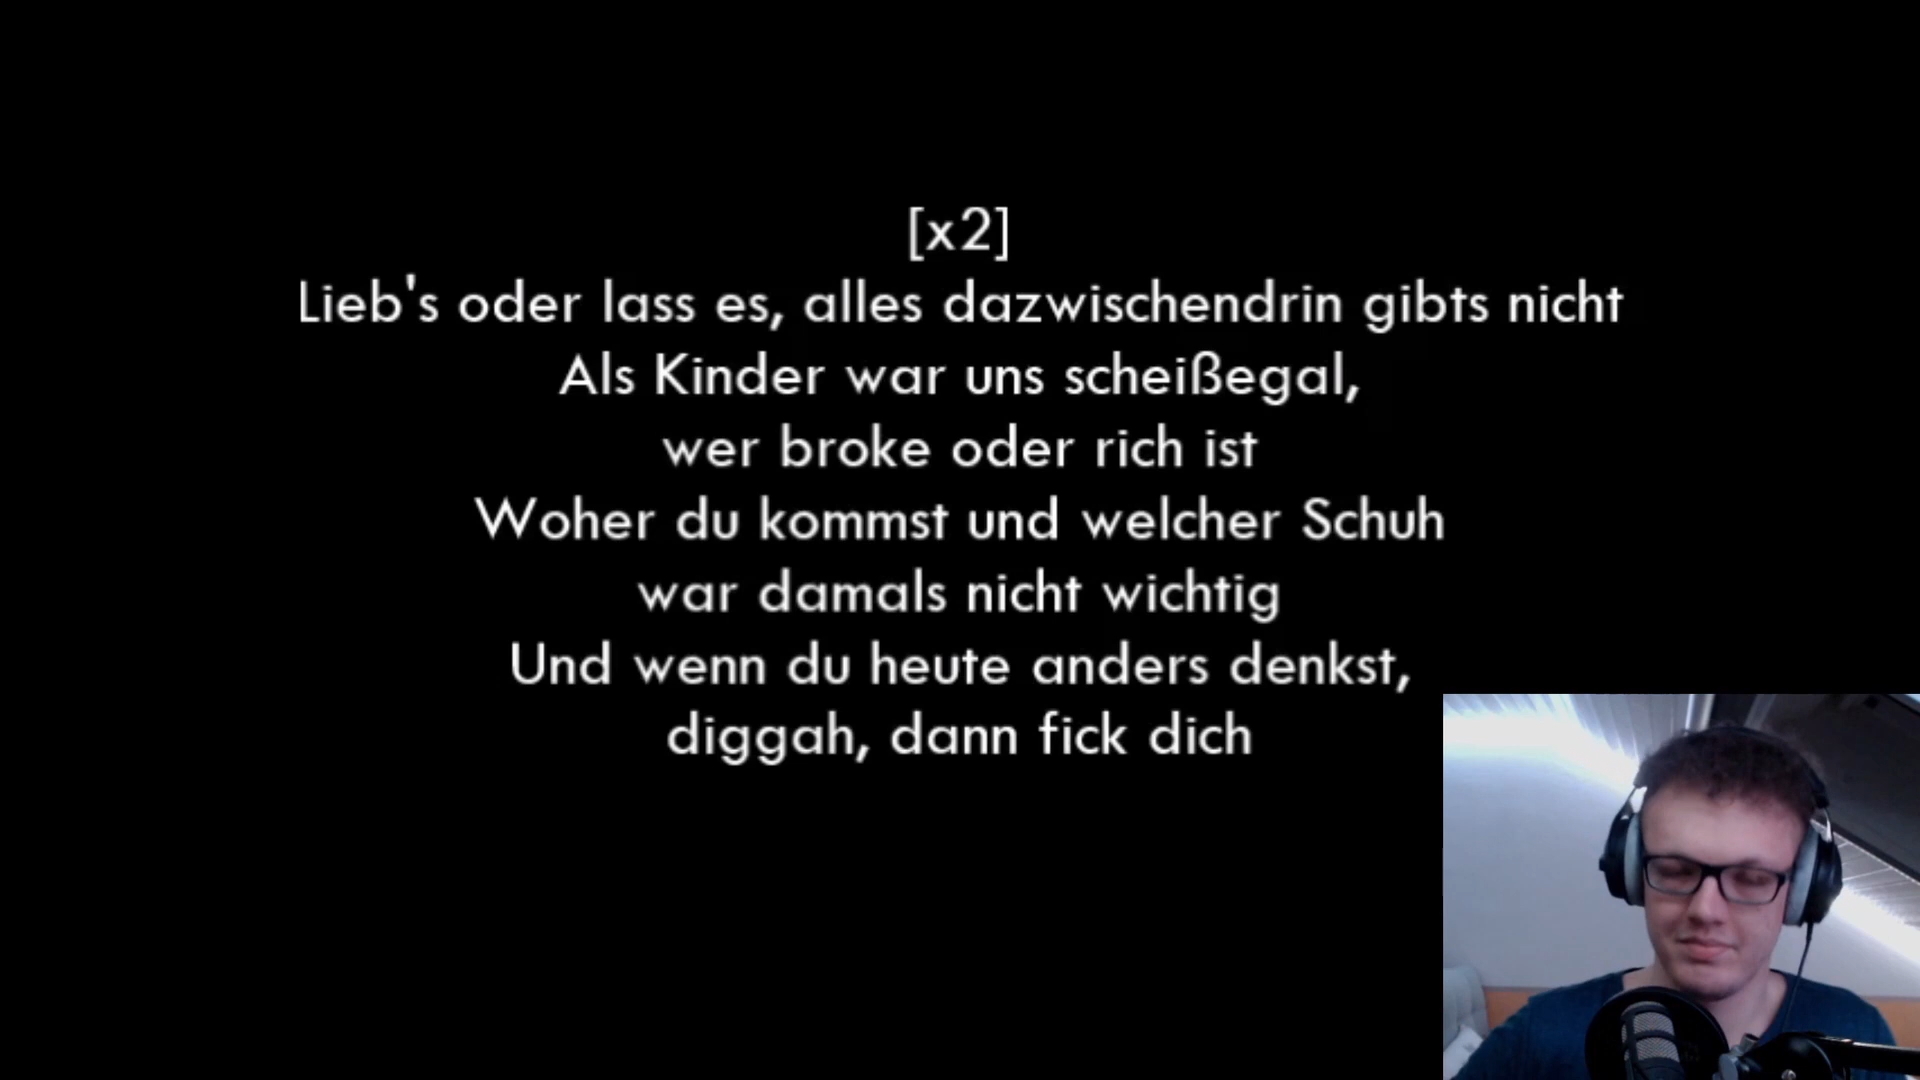 [x2]
Lieb's oder lass es, alles dazwischendrin gibts nicht
Als Kinder war uns scheißegal,
wer broke oder rich ist
Woher du kommst und welcher Schuh
war damals nicht wichtig
Und wenn du heute anders denkst,
diggah, dann fick dich